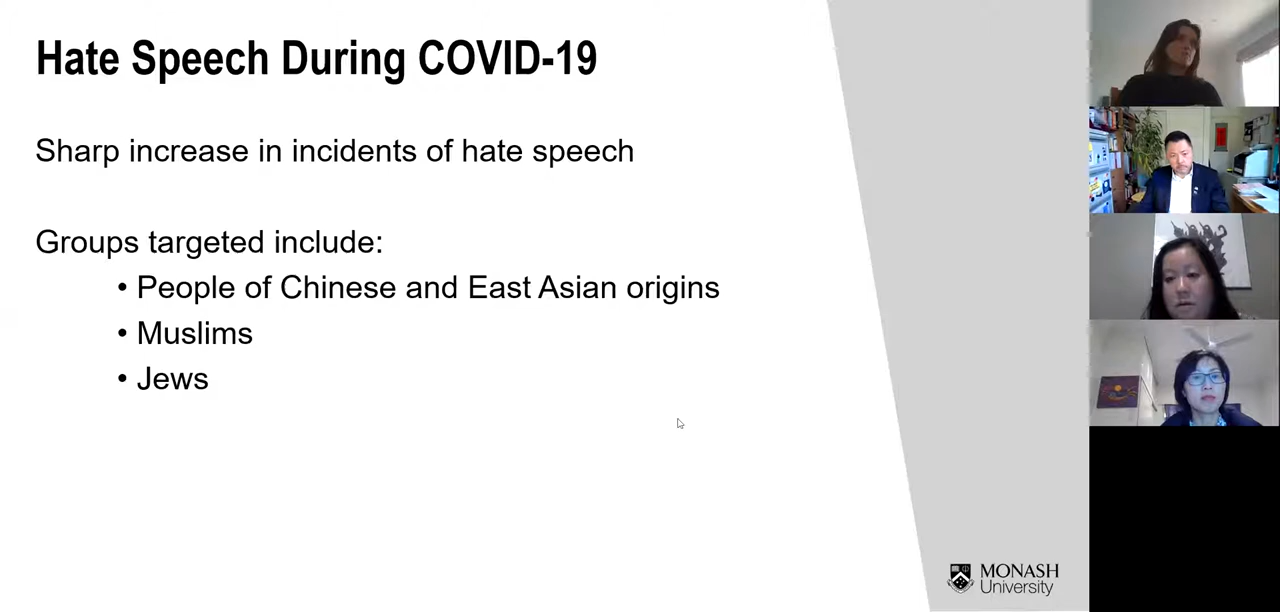 Hate Speech During COVID-19
Sharp increase in incidents of hate speech
Groups targeted include:
• People of Chinese and East Asian origins
• Muslims
• Jews
MONASH
University